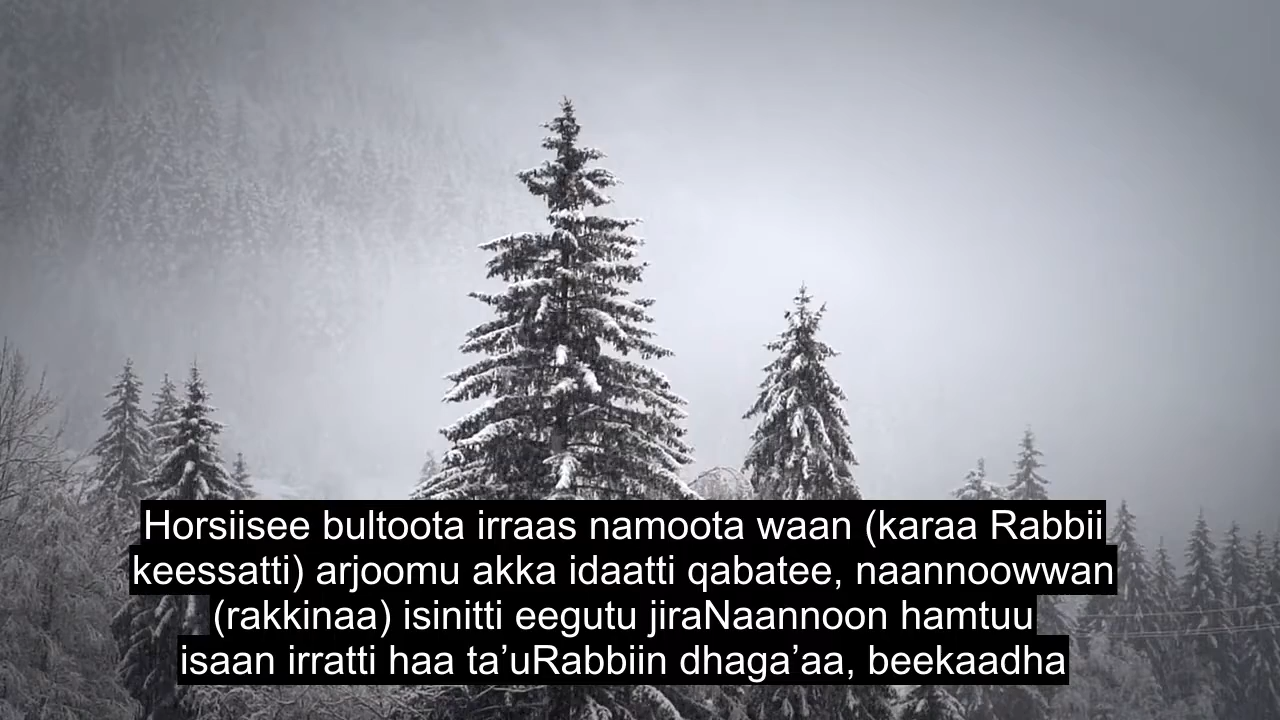 Horsiisee bultoota irraas namoota waan (karaa Rabbii
keessatti) arjoomu akka idaatti qabatee, naannoowwan
(rakkinaa) isinitti eegutu jiraNaannoon hamtuu
isaan irratti haa ta’uRabbiin dhaga’aa, beekaadha